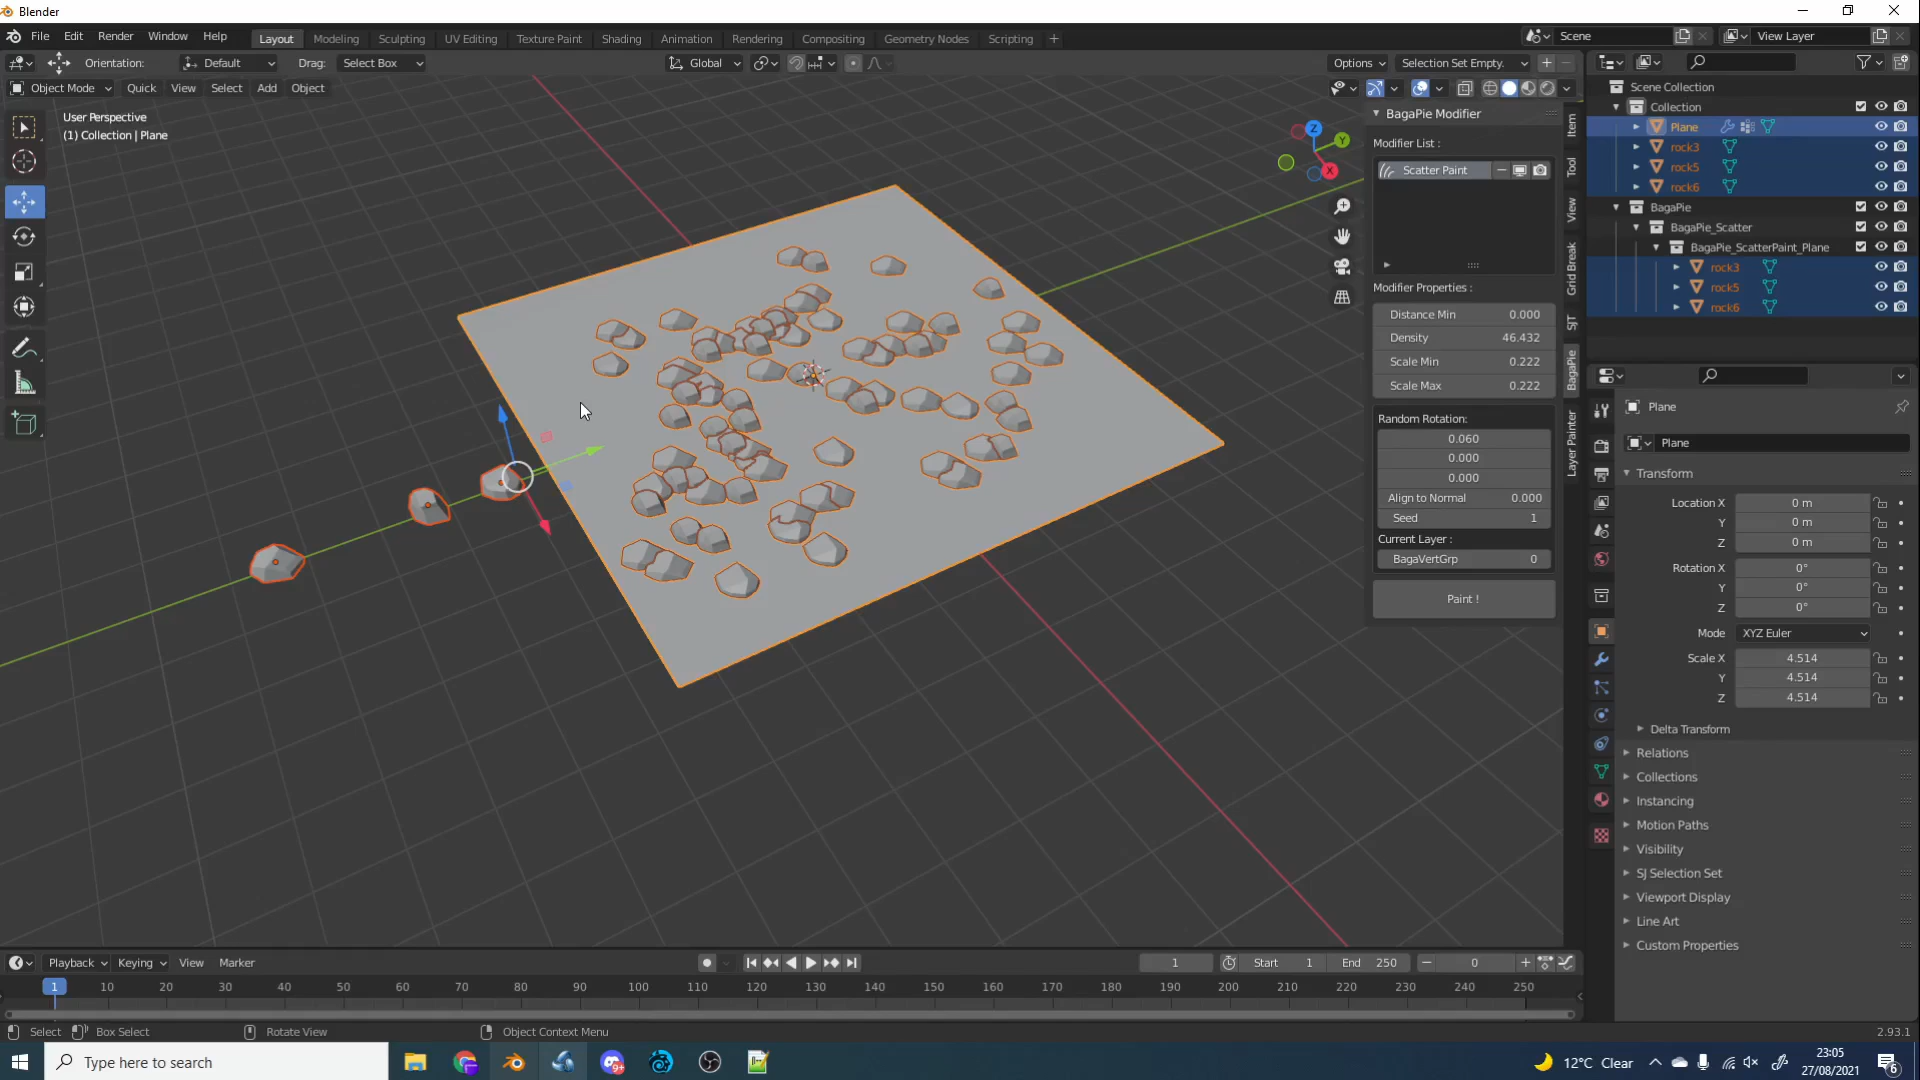 Blender
File Edit Render Window Help
Layout Modeling Sculpting UV Editing Texture Paint Shading Animation Rendering Compositing Geometry Nodes Scripting
Scene
View Layer
Orientation: Default Drag: Select Box
Global
Options Selection Set Empty.
Object Mode Quick View Select Add Object
User Perspective
(1) Collection | Plane
BagaPie Modifier
Modifier List :
Scatter Paint
Modifier Properties :
Distance Min 0.000
Density 46.432
Scale Min 0.222
Scale Max 0.222
Random Rotation:
0.060
0.000
0.000
Align to Normal 0.000
Seed 1
Current Layer :
BagaVertGrp 0
Paint !
Item
Tool
View
Grid Break
SJT
BagaPie
Layer Painter
Z
Y
X
Scene Collection
Collection
Plane
rock3
rock5
rock6
BagaPie
BagaPie_Scatter
BagaPie_ScatterPaint_Plane
rock3
rock5
rock6
Plane
Plane
Transform
Location X 0 m
Y 0 m
Z 0 m
Rotation X 0°
Y 0°
Z 0°
Mode XYZ Euler
Scale X 4.514
Y 4.514
Z 4.514
Delta Transform
Relations
Collections
Instancing
Motion Paths
Visibility
SJ Selection Set
Viewport Display
Line Art
Custom Properties
Playback Keying View Marker
1
Start 1 End 250
0
1 10 20 30 40 50 60 70 80 90 100 110 120 130 140 150 160 170 180 190 200 210 220 230 240 250
Select Box Select Rotate View Object Context Menu
2.93.1
Type here to search
9+
12°C Clear
23:05
27/08/2021
6